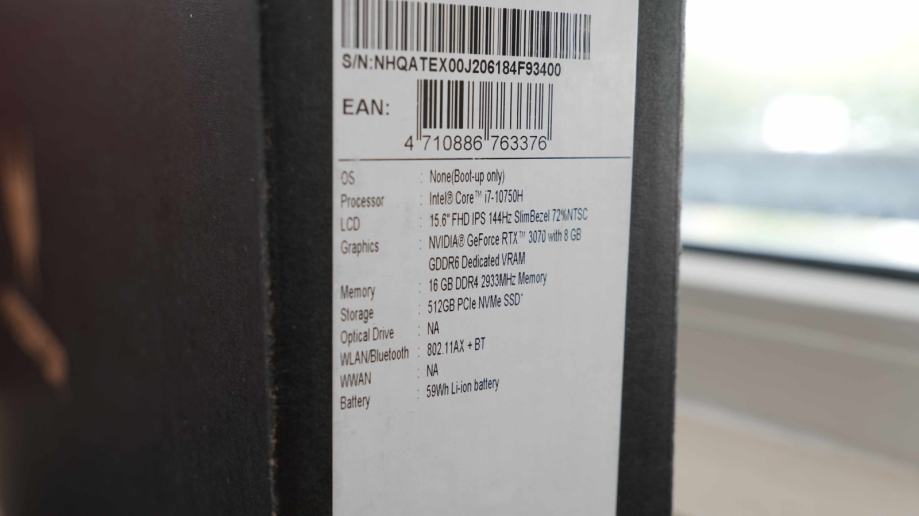 S/N:NHQATEX00J206184F93400
EAN:
4 710886 763376
OS : None(Boot-up only)
Processor : Intel® Core™ i7-10750H
LCD : 15.6" FHD IPS 144Hz SlimBezel 72%NTSC
Graphics : NVIDIA® GeForce RTX™ 3070 with 8 GB
GDDR6 Dedicated VRAM
Memory : 16 GB DDR4 2933MHz Memory
Storage : 512GB PCIe NVMe SSD*
Optical Drive : NA
WLAN/Bluetooth : 802.11AX + BT
WWAN : NA
Battery : 59Wh Li-ion battery